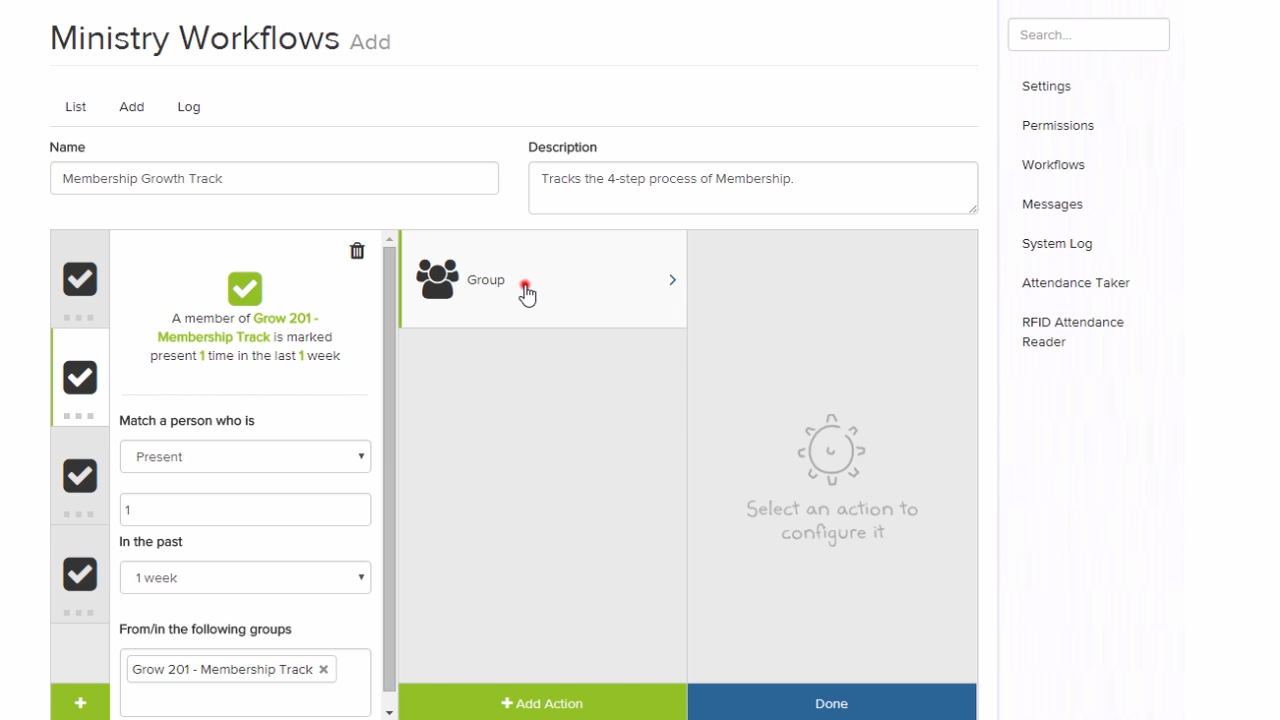 Ministry Workflows Add
Search...
Settings
Permissions
Workflows
Messages
System Log
Attendance Taker
RFID Attendance
Reader
List Add Log
Name
Membership Growth Track
Description
Tracks the 4-step process of Membership.
A member of Grow 201 -
Membership Track is marked
present 1 time in the last 1 week
Match a person who is
Present
1
In the past
1 week
From/in the following groups
Grow 201 - Membership Track ×
Group
Select an action to
configure it
+
+ Add Action
Done